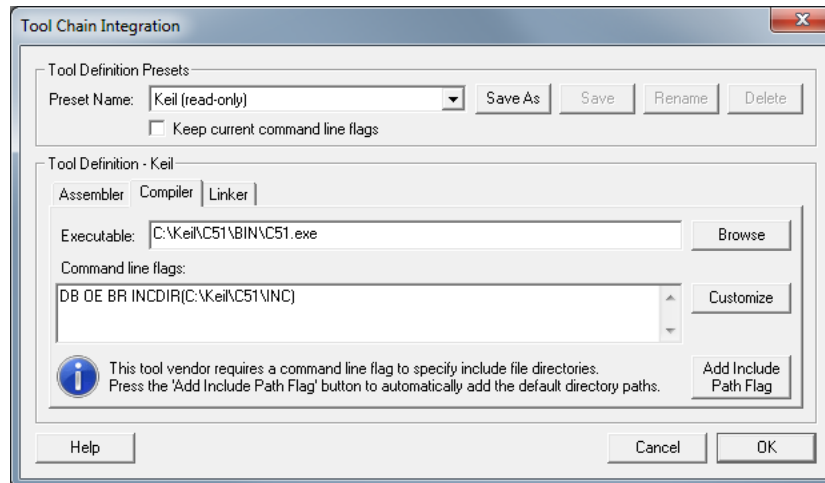 Tool Chain Integration
Tool Definition Presets
Preset Name: Keil (read-only) Save As Save Rename Delete
Keep current command line flags
Tool Definition - Keil
Assembler Compiler Linker
Executable: C:\Keil\C51\BIN\C51.exe Browse
Command line flags:
DB OE BR INCDIR(C:\Keil\C51\INC) Customize
This tool vendor requires a command line flag to specify include file directories.
Press the 'Add Include Path Flag' button to automatically add the default directory paths.
Add Include
Path Flag
Help Cancel OK